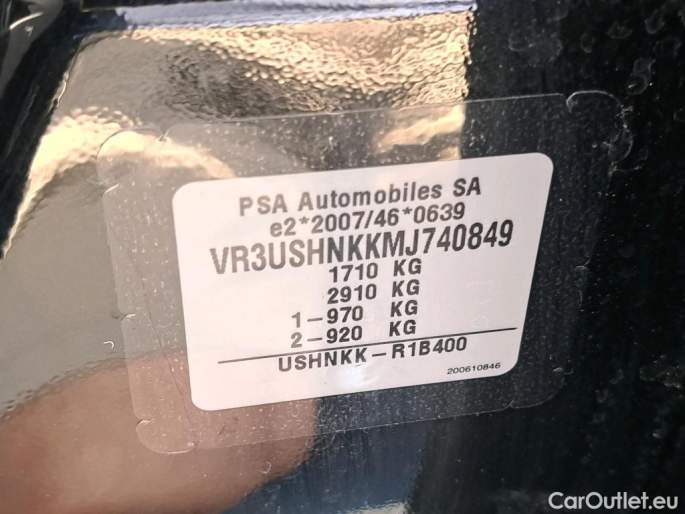 PSA Automobiles SA
e2*2007/46*0639
VR3USHNKKMJ740849
1710 KG
2910 KG
1-970 KG
2-920 KG
USHNKK-R1B400
200610846
CarOutlet.eu